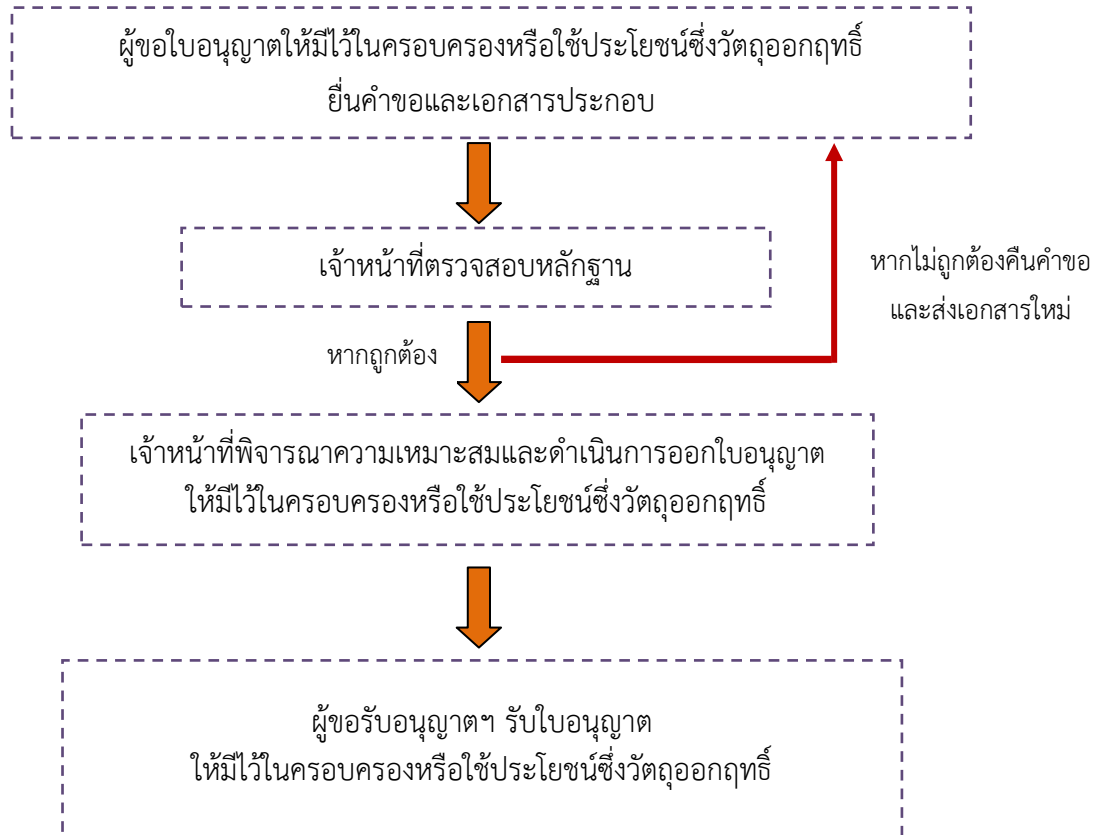 ผู้ขอใบอนุญาตให้มีไว้ในครอบครองหรือใช้ประโยชน์ซึ่งวัตถุออกฤทธิ์
ยื่นคำขอและเอกสารประกอบ
เจ้าหน้าที่ตรวจสอบหลักฐาน
หากไม่ถูกต้องคืนคำขอ
และส่งเอกสารใหม่
หากถูกต้อง
เจ้าหน้าที่พิจารณาความเหมาะสมและดำเนินการออกใบอนุญาต
ให้มีไว้ในครอบครองหรือใช้ประโยชน์ซึ่งวัตถุออกฤทธิ์
ผู้ขอรับอนุญาตฯ รับใบอนุญาต
ให้มีไว้ในครอบครองหรือใช้ประโยชน์ซึ่งวัตถุออกฤทธิ์